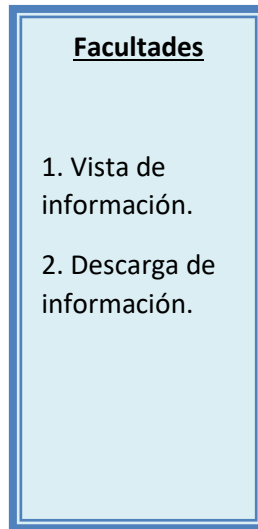 Facultades
1. Vista de
información.
2. Descarga de
información.